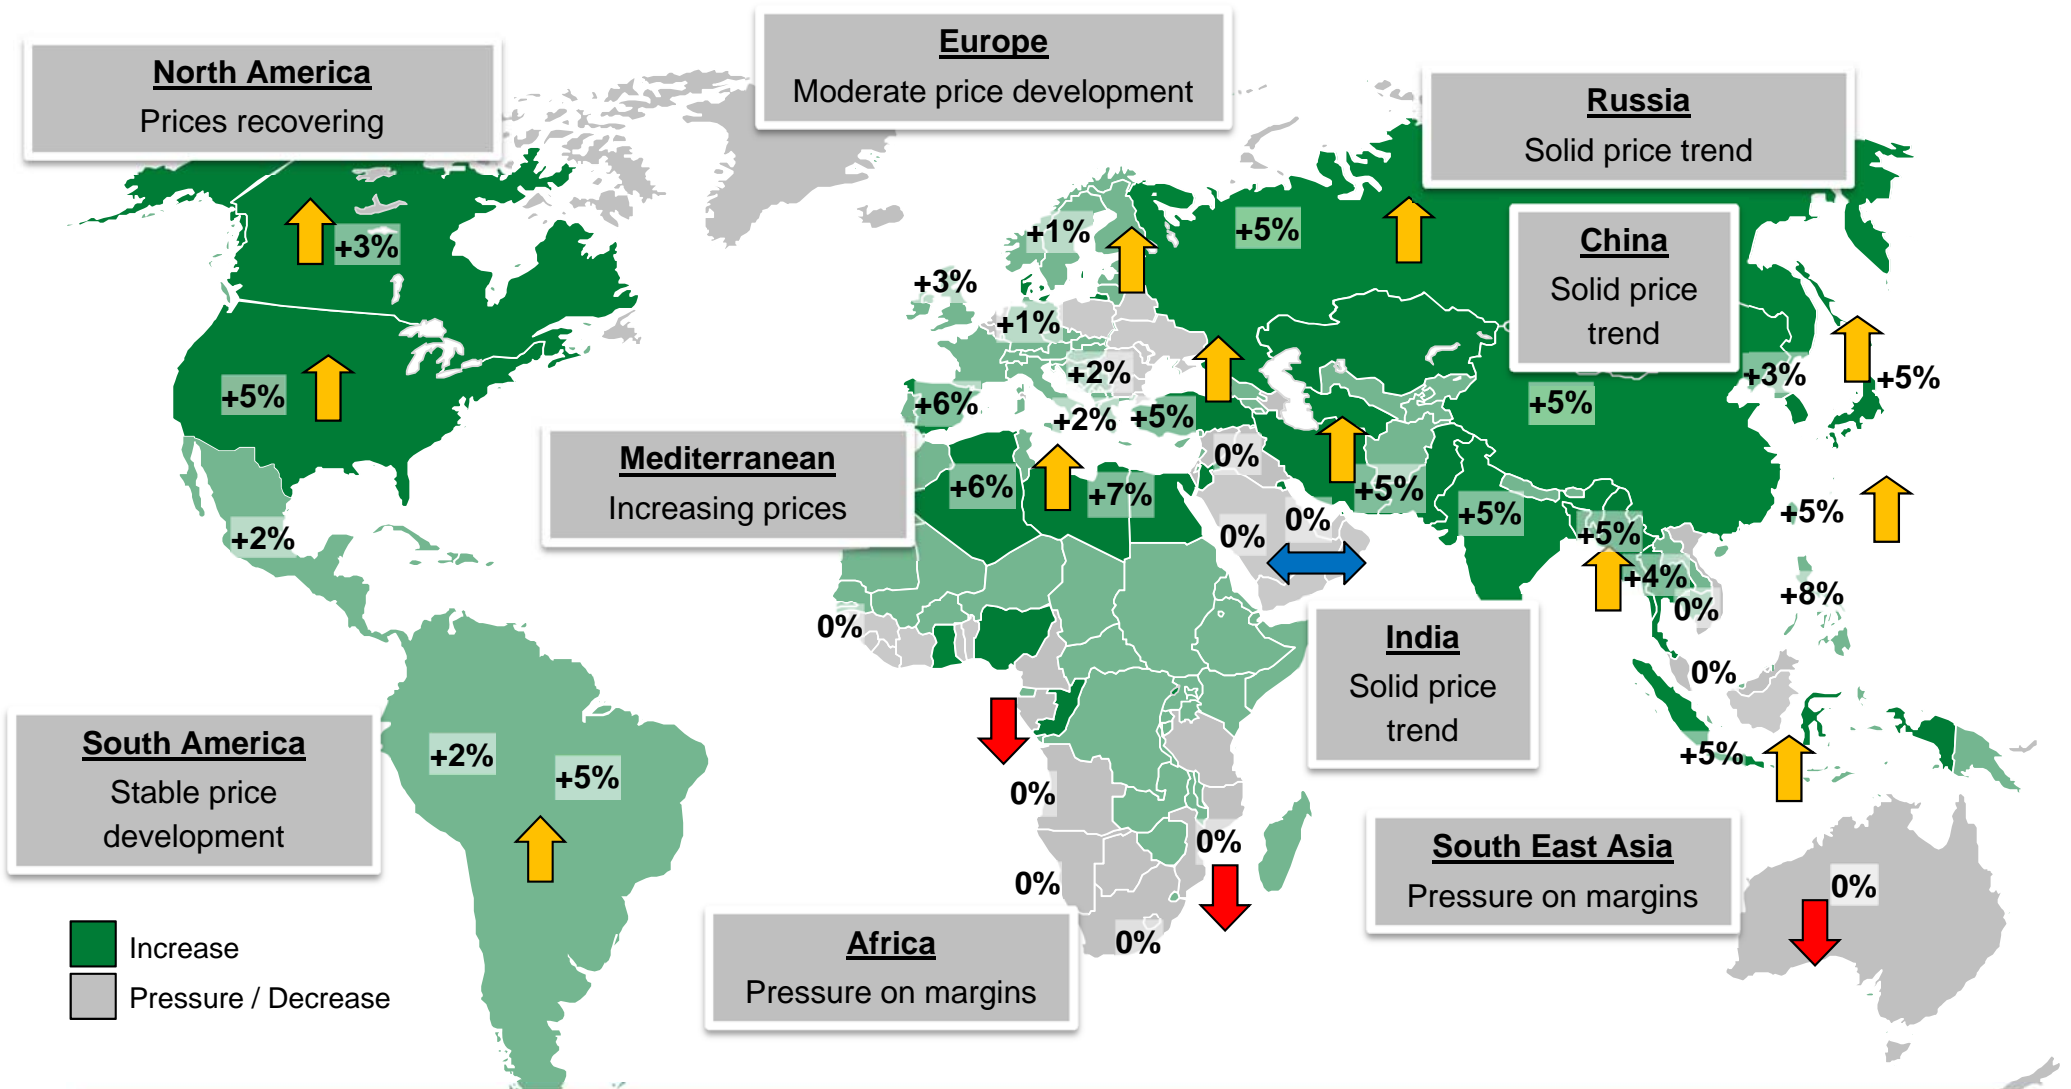 Europe
Moderate price development
North America
Prices recovering
Russia
Solid price trend
China
Solid price
trend
+3%
+1%
+5%
+3%
+1%
+5%
+2%
+6%
+2%
+5%
+3%
+5%
+5%
Mediterranean
Increasing prices
+6%
+7%
0%
+5%
0%
0%
+5%
+5%
+5%
+2%
+4%
0%
+8%
0%
India
Solid price
trend
0%
0%
+5%
South America
Stable price
development
+2%
+5%
0%
0%
0%
0%
South East Asia
Pressure on margins
0%
Africa
Pressure on margins
Increase
Pressure / Decrease